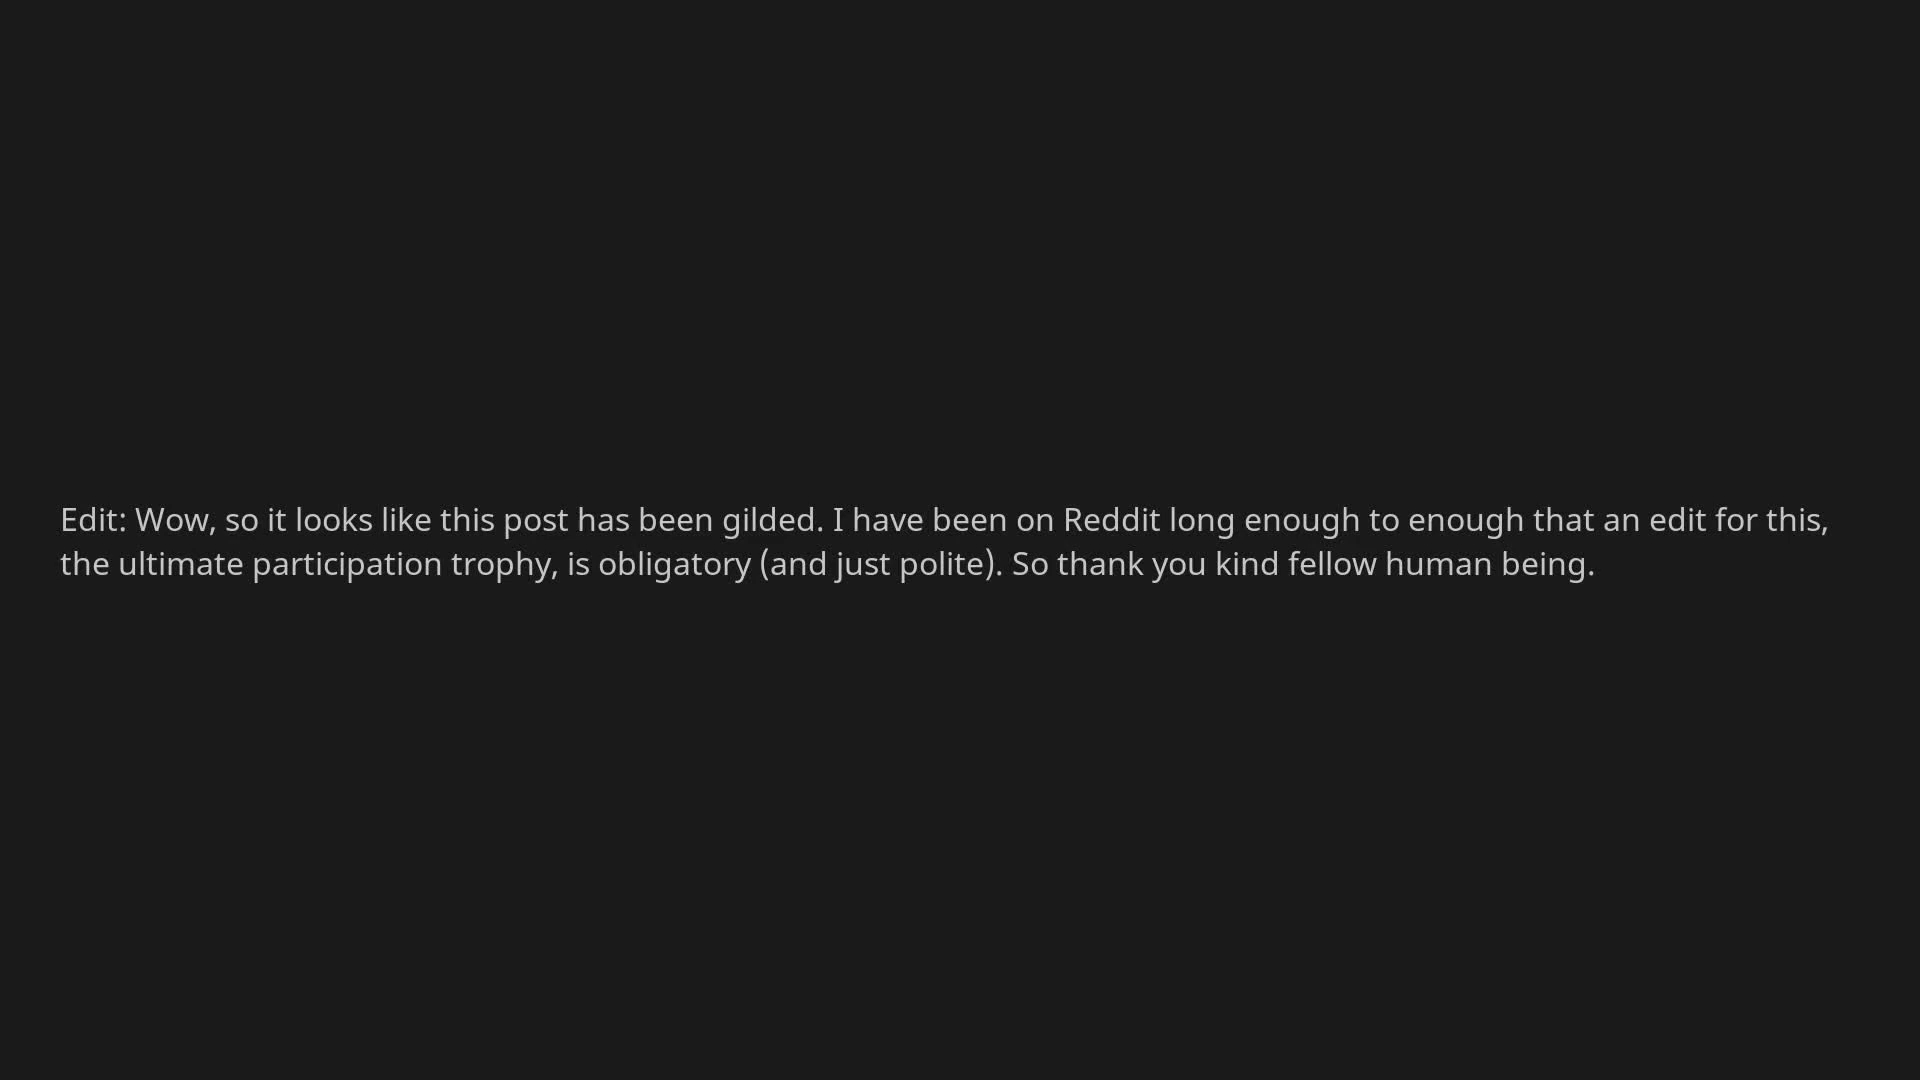 Edit: Wow, so it looks like this post has been gilded. I have been on Reddit long enough to enough that an edit for this,
the ultimate participation trophy, is obligatory (and just polite). So thank you kind fellow human being.